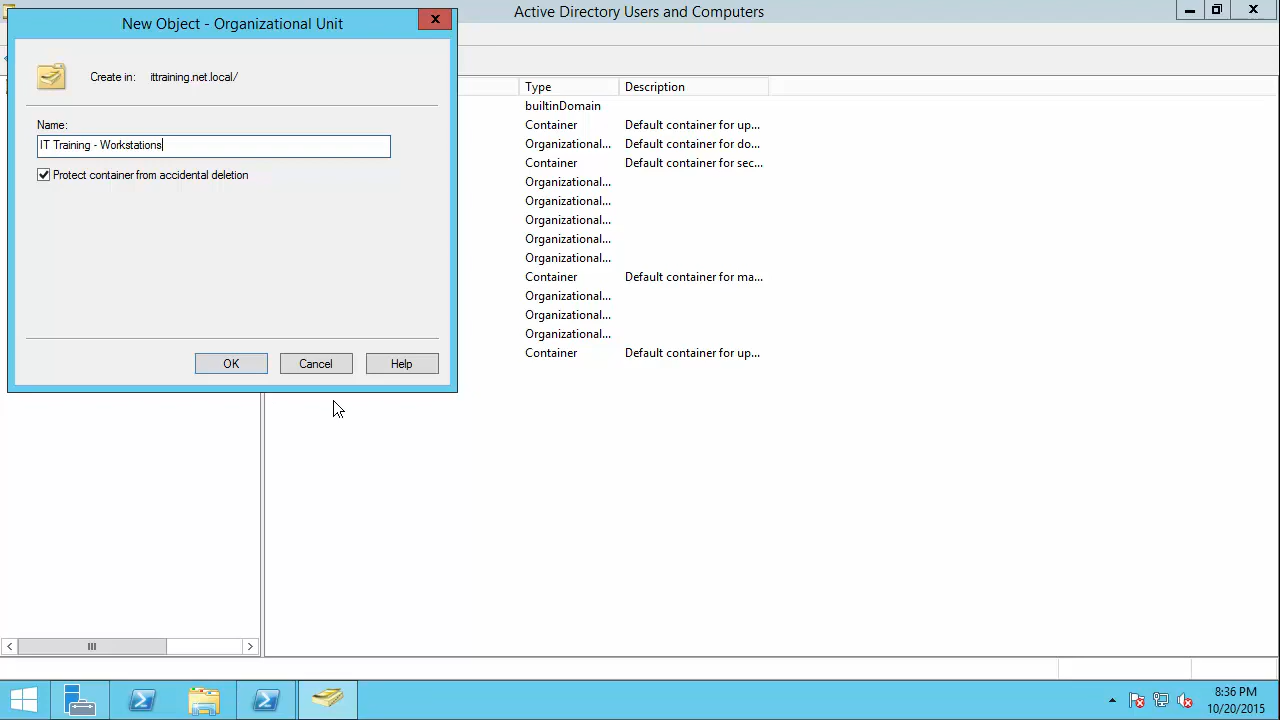 New Object - Organizational Unit
x
Active Directory Users and Computers
Create in: ittraining.net.local/
Name:
IT Training - Workstations
Protect container from accidental deletion
OK Cancel Help
Type Description
builtinDomain
Container Default container for up...
Organizational... Default container for do...
Container Default container for sec...
Organizational...
Organizational...
Organizational...
Organizational...
Organizational...
Container Default container for ma...
Organizational...
Organizational...
Organizational...
Container Default container for up...
8:36 PM
10/20/2015